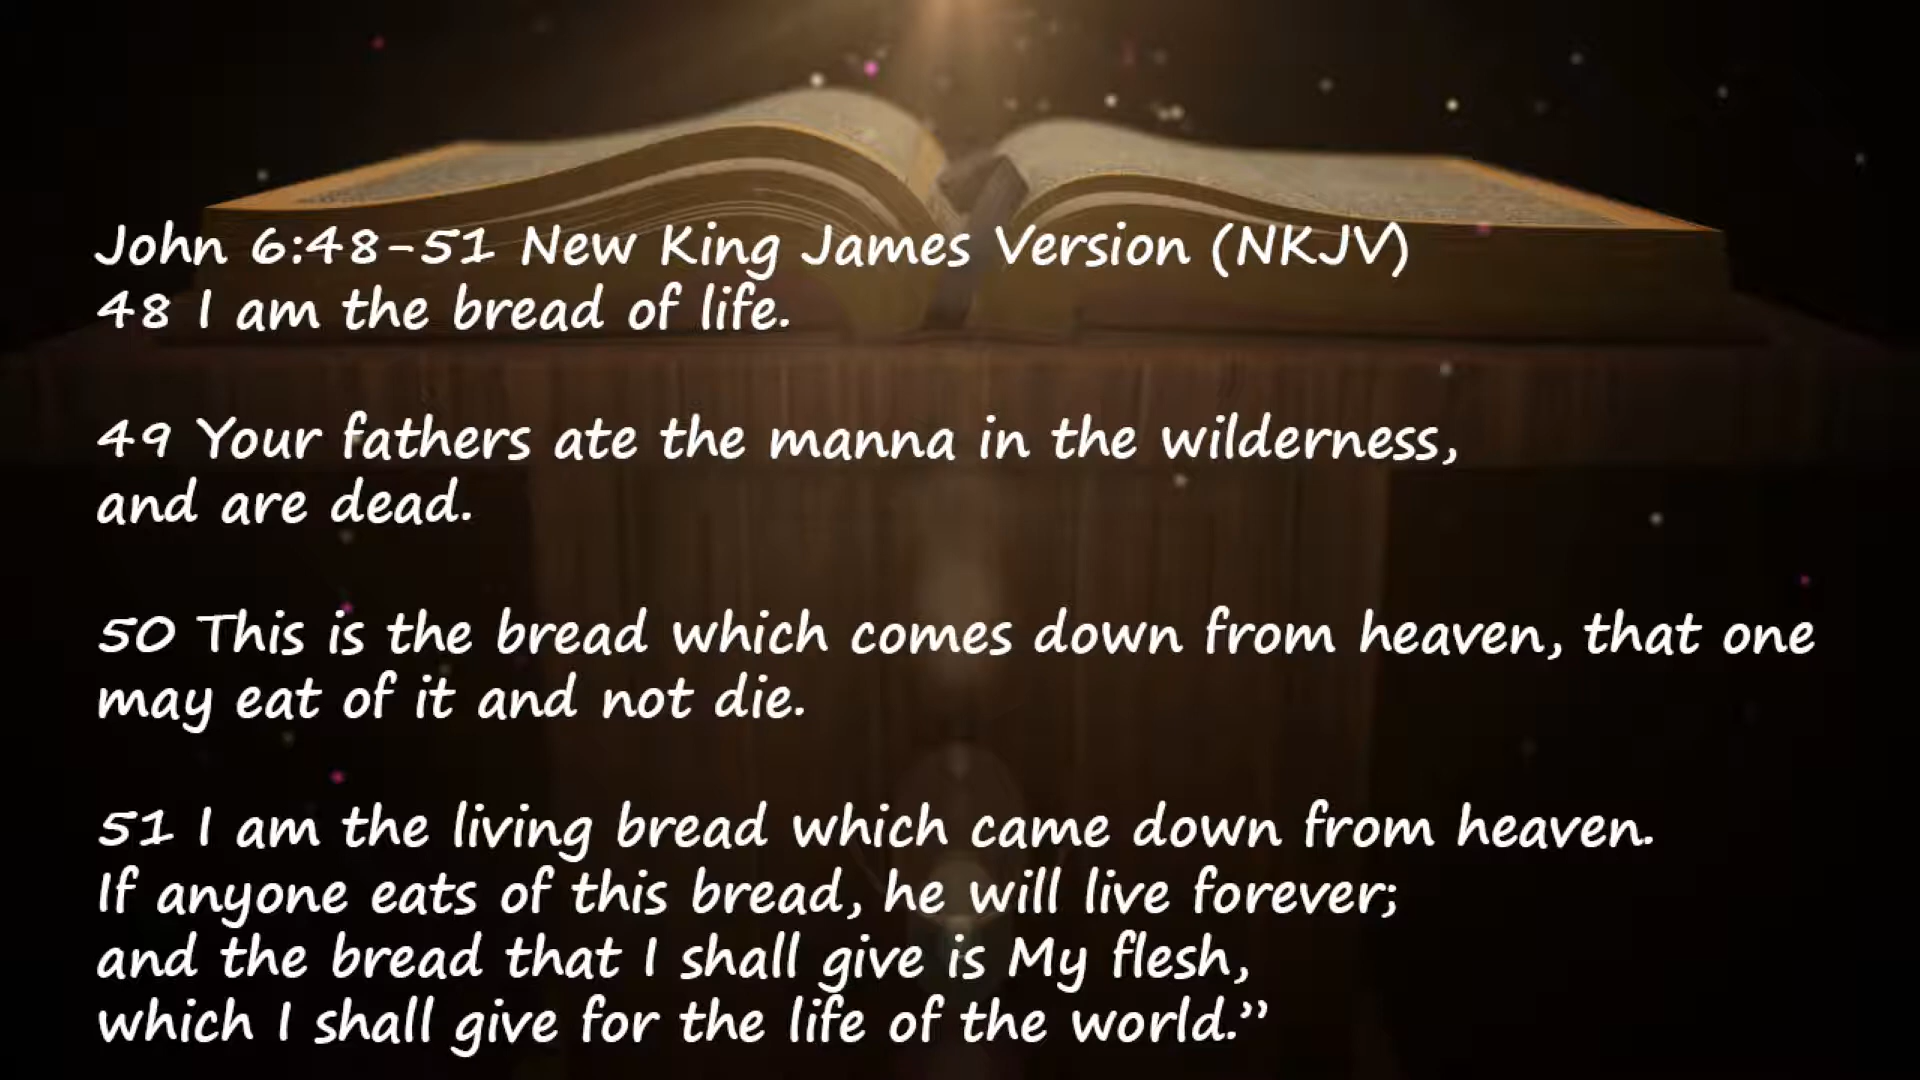 John 6:48-51 New King James Version (NKJV)
48 I am the bread of life.
49 Your fathers ate the manna in the wilderness,
and are dead.
50 This is the bread which comes down from heaven, that one
may eat of it and not die.
51 I am the living bread which came down from heaven.
If anyone eats of this bread, he will live forever;
and the bread that I shall give is My flesh,
which I shall give for the life of the world.”